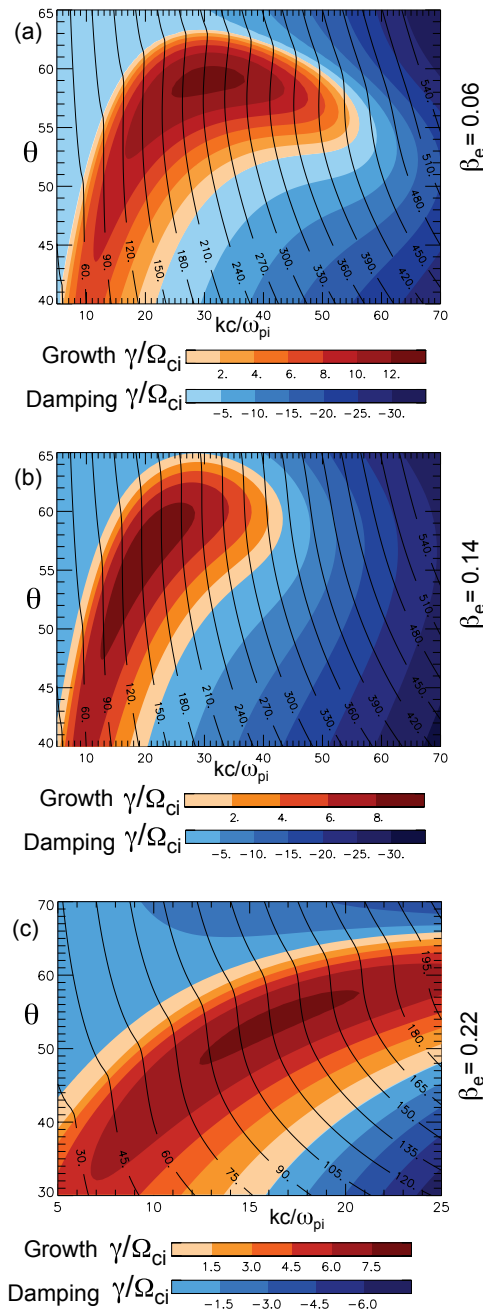 (a)
65
60
55
50
45
40
θ
β_e = 0.06
60. 90. 120. 150. 180. 210. 240. 270. 300. 330. 360. 390. 420. 450. 480. 510. 540.
10 20 30 40 50 60 70
kc/ω_pi
Growth γ/Ω_ci
2. 4. 6. 8. 10. 12.
Damping γ/Ω_ci
−5. −10. −15. −20. −25. −30.
(b)
65
60
55
50
45
40
θ
β_e = 0.14
60. 90. 120. 150. 180. 210. 240. 270. 300. 330. 360. 390. 420. 450. 480. 510. 540.
10 20 30 40 50 60 70
kc/ω_pi
Growth γ/Ω_ci
2. 4. 6. 8.
Damping γ/Ω_ci
−5. −10. −15. −20. −25. −30.
(c)
70
60
50
40
30
θ
β_e = 0.22
30. 45. 60. 75. 90. 105. 120. 135. 150. 165. 180. 195.
5 10 15 20 25
kc/ω_pi
Growth γ/Ω_ci
1.5 3.0 4.5 6.0 7.5
Damping γ/Ω_ci
−1.5 −3.0 −4.5 −6.0